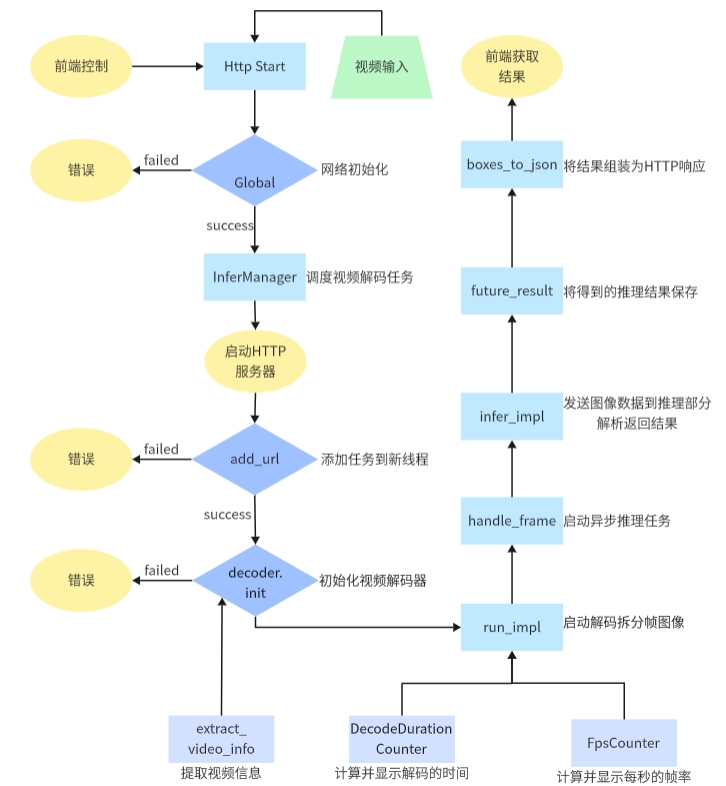 前端控制
Http Start
视频输入
错误
failed
Global
网络初始化
success
InferManager
调度视频解码任务
启动HTTP
服务器
错误
failed
add_url
添加任务到新线程
success
错误
failed
decoder.
init
初始化视频解码器
extract_
video_info
提取视频信息
前端获取
结果
boxes_to_json
将结果组装为HTTP响应
future_result
将得到的推理结果保存
infer_impl
发送图像数据到推理部分
解析返回结果
handle_frame
启动异步推理任务
run_impl
启动解码拆分帧图像
DecodeDuration
Counter
计算并显示解码的时间
FpsCounter
计算并显示每秒的帧率